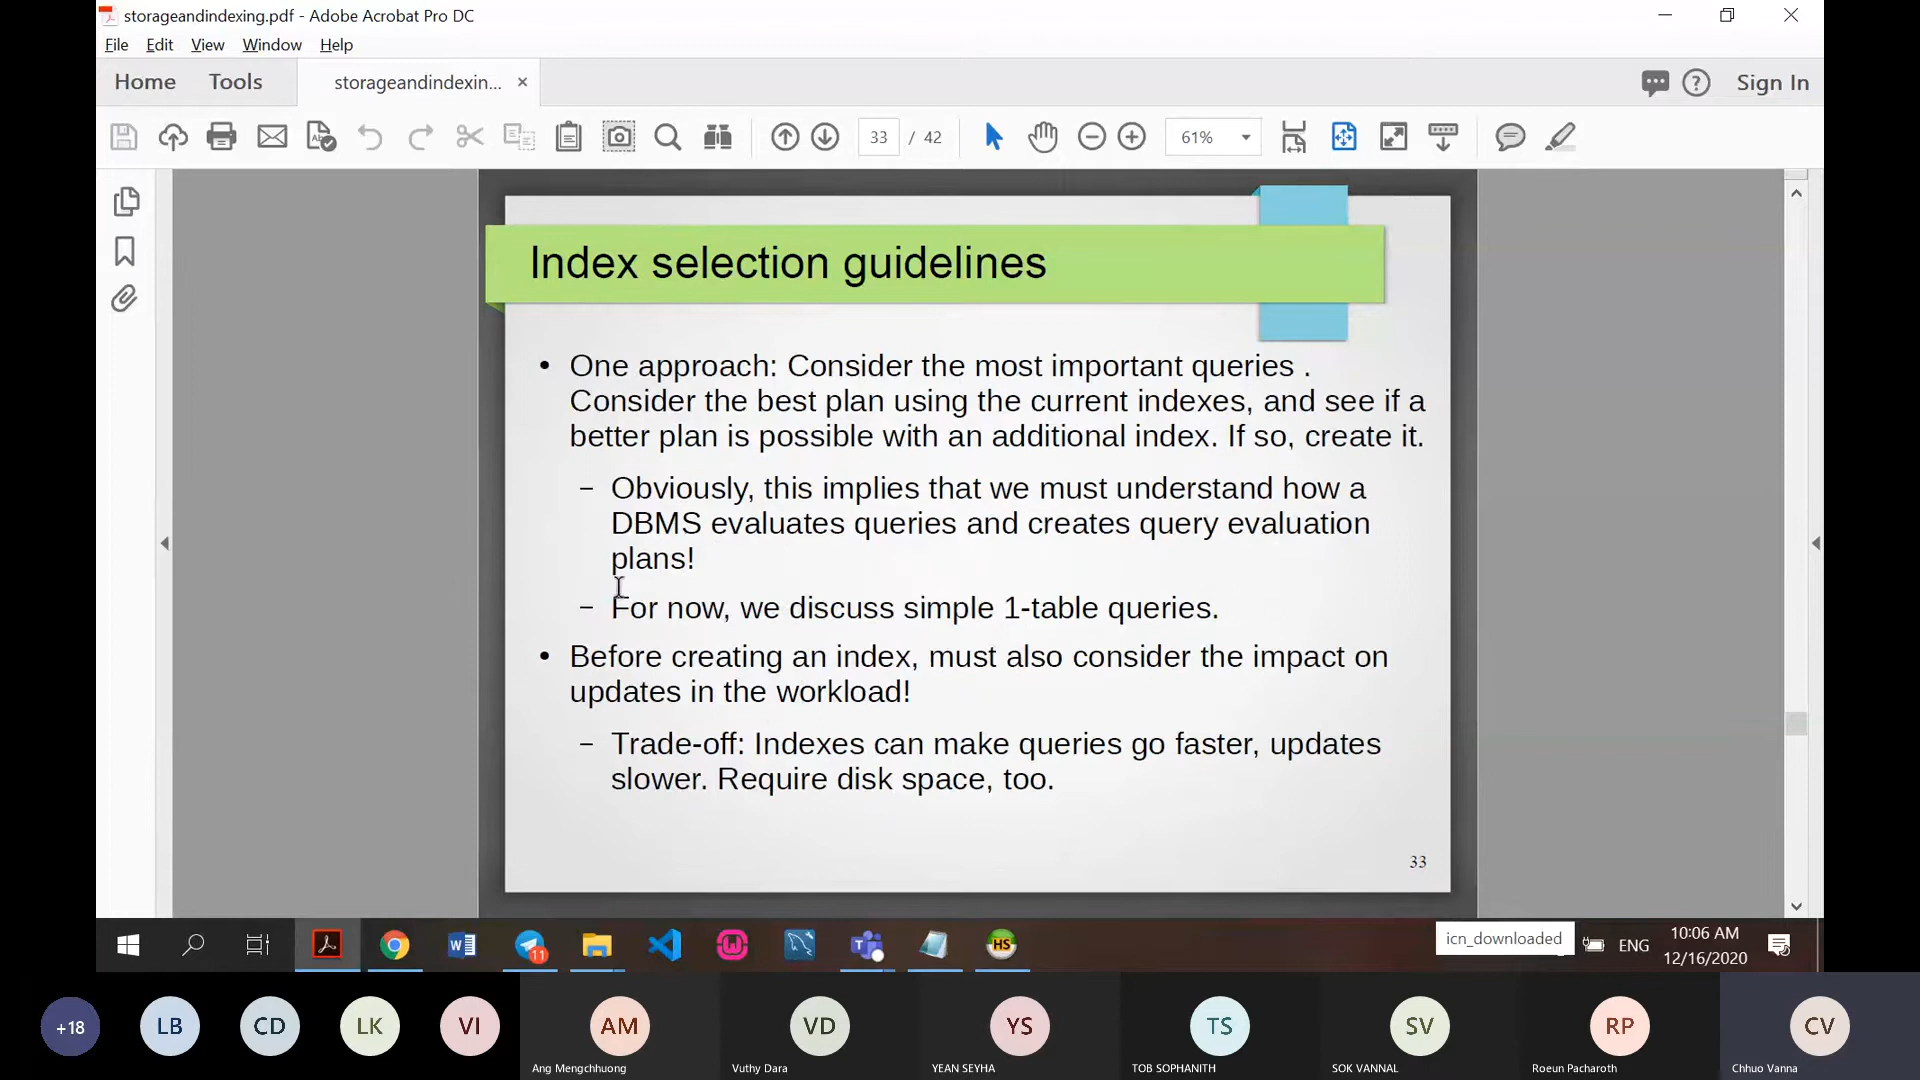 storageandindexing.pdf - Adobe Acrobat Pro DC
File Edit View Window Help
Home Tools storageandindexin... × Sign In
33 / 42 61%
Index selection guidelines
• One approach: Consider the most important queries .
Consider the best plan using the current indexes, and see if a
better plan is possible with an additional index. If so, create it.
– Obviously, this implies that we must understand how a
DBMS evaluates queries and creates query evaluation
plans!
– For now, we discuss simple 1-table queries.
• Before creating an index, must also consider the impact on
updates in the workload!
– Trade-off: Indexes can make queries go faster, updates
slower. Require disk space, too.
33
icn_downloaded
11
HS
ENG
10:06 AM
12/16/2020
+18 LB CD LK VI AM VD YS TS SV RP CV
Ang Mengchhuong Vuthy Dara YEAN SEYHA TOB SOPHANITH SOK VANNAL Roeun Pacharoth Chhuo Vanna